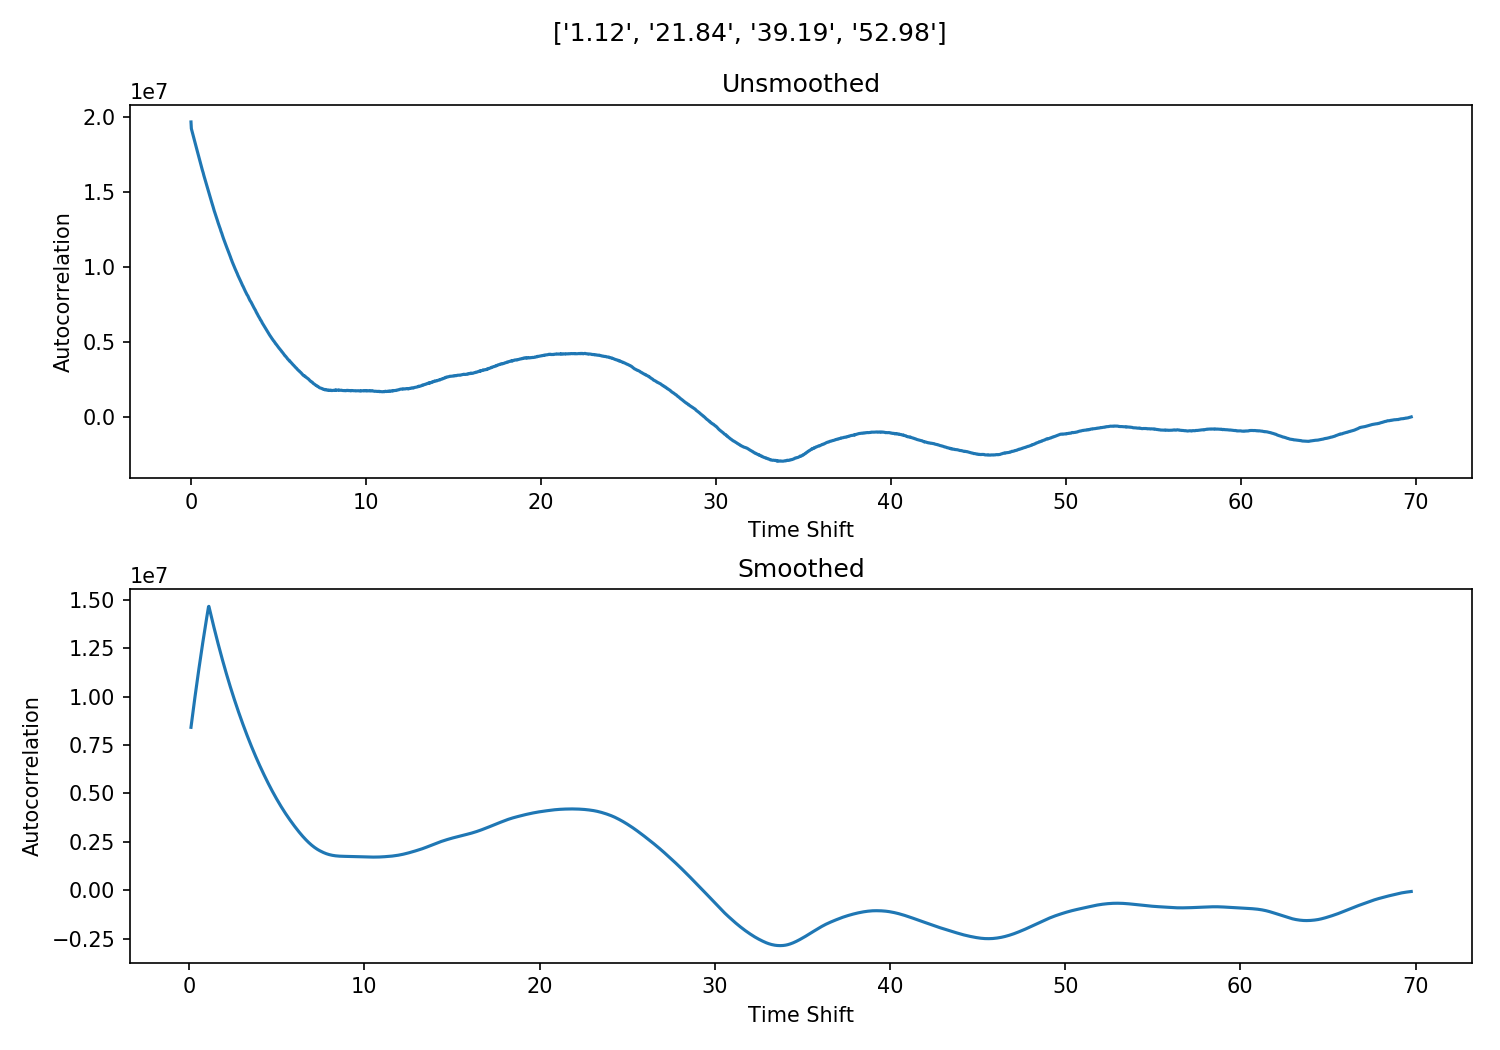 ['1.12', '21.84', '39.19', '52.98']
Unsmoothed
1e7
2.0
1.5
1.0
0.5
0.0
Autocorrelation
0 10 20 30 40 50 60 70
Time Shift
Smoothed
1e7
1.50
1.25
1.00
0.75
0.50
0.25
0.00
−0.25
Autocorrelation
0 10 20 30 40 50 60 70
Time Shift